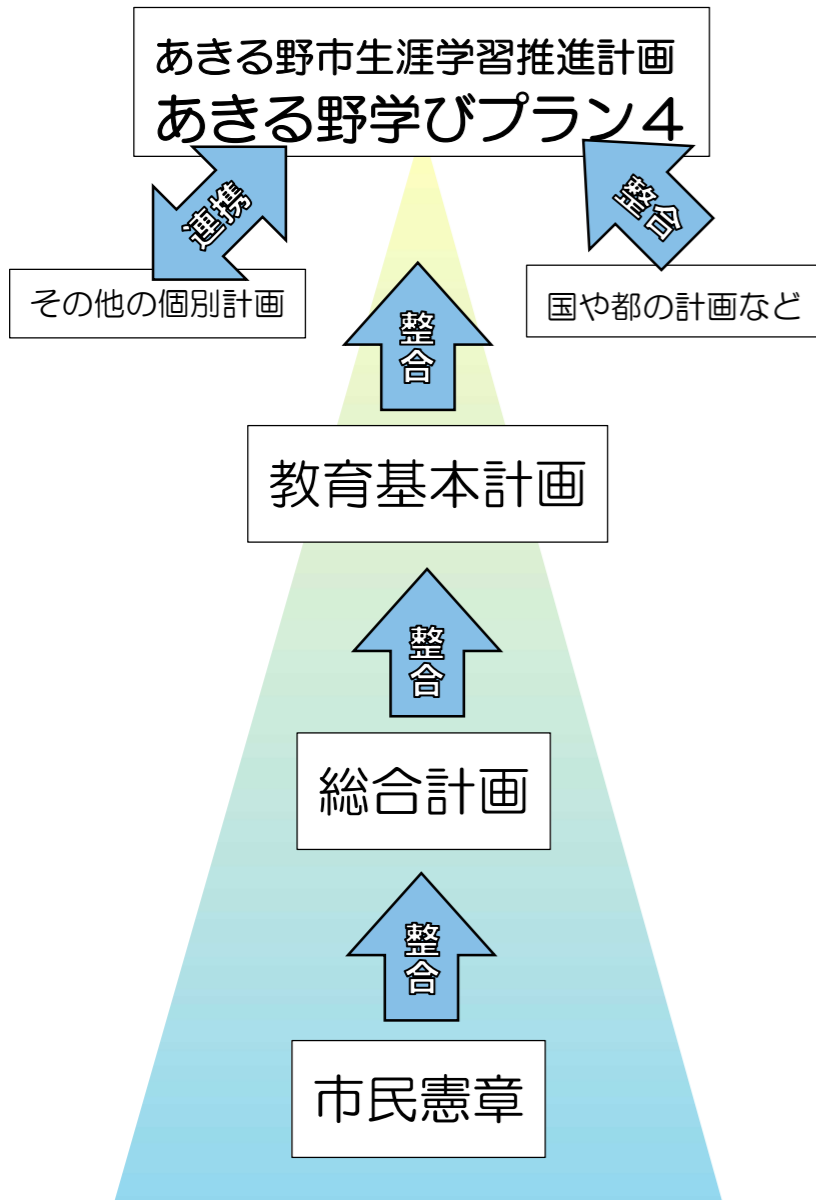 あきる野市生涯学習推進計画
あきる野学びプラン４
連携
整合
その他の個別計画
国や都の計画など
整合
教育基本計画
整合
総合計画
整合
市民憲章